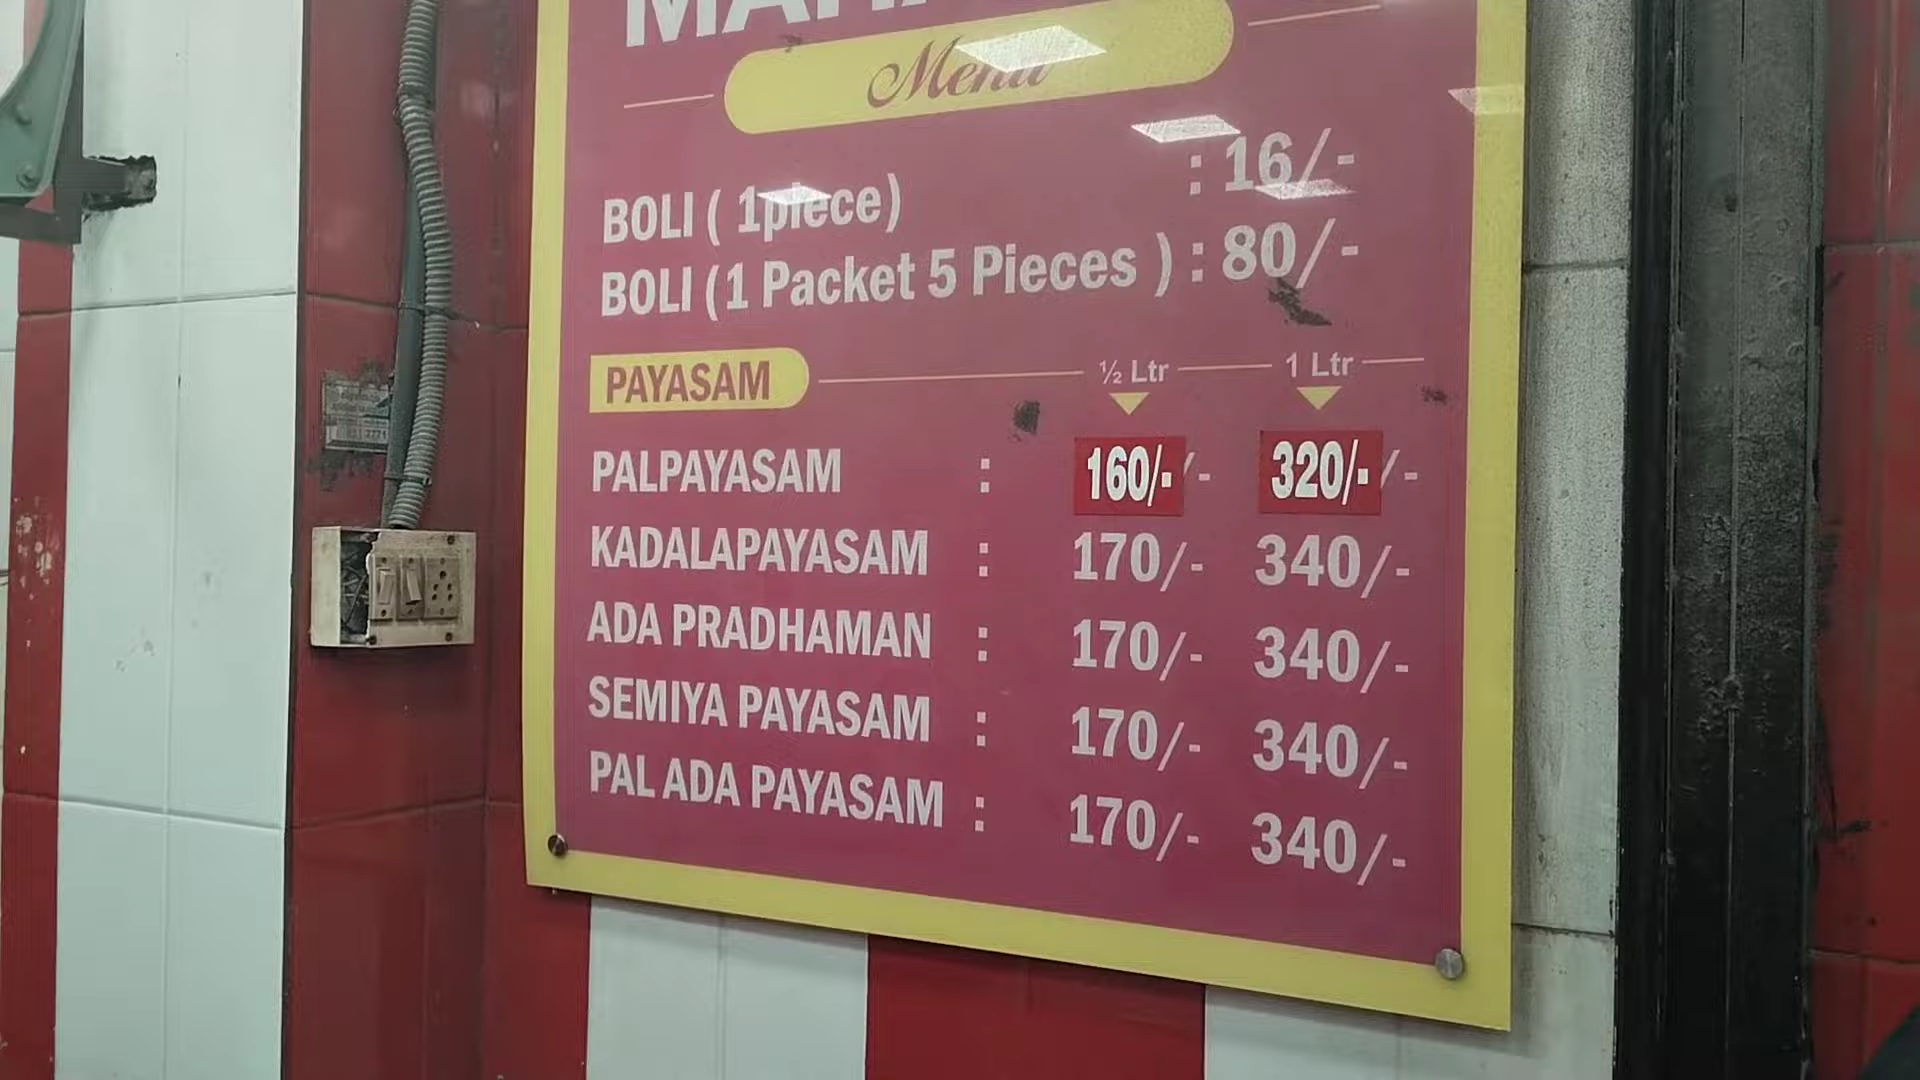 Menu
BOLI ( 1piece) : 16/-
BOLI ( 1 Packet 5 Pieces ) : 80/-
PAYASAM ½ Ltr 1 Ltr
PALPAYASAM : 160/- /- 320/- /-
KADALAPAYASAM : 170/- 340/-
ADA PRADHAMAN : 170/- 340/-
SEMIYA PAYASAM : 170/- 340/-
PAL ADA PAYASAM : 170/- 340/-